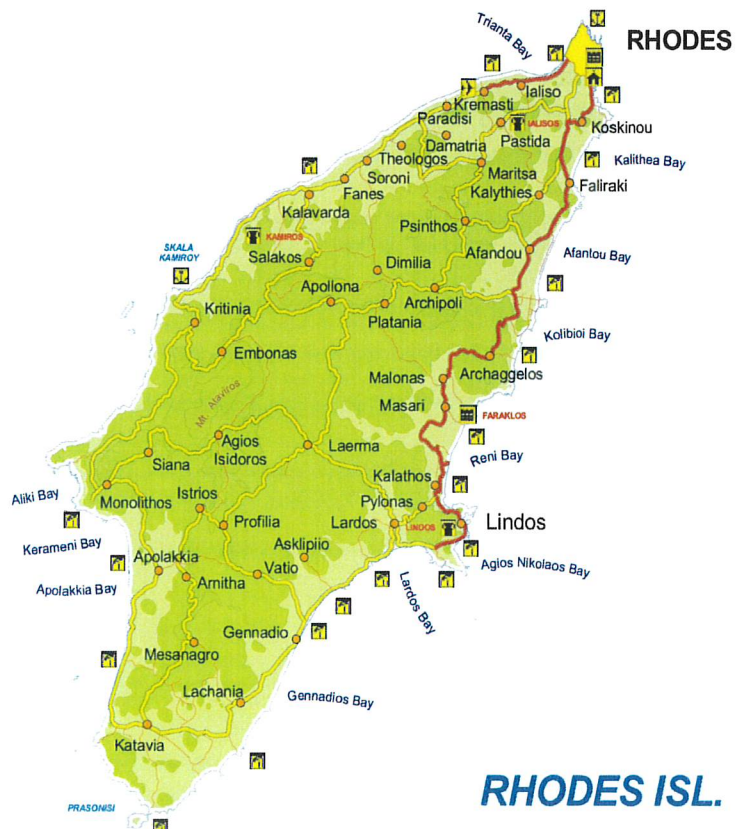 Trianta Bay
RHODES
Ialiso
Kremasti
Paradisi
IALISOS
Koskinou
Pastida
Damatria
Theologos
Kalithea Bay
Soroni
Maritsa
Fanes
Kalythies
Faliraki
Kalavarda
Psinthos
KAMIROS
Afandou
Afantou Bay
SKALA
KAMIROY
Salakos
Dimilia
Apollona
Archipoli
Kritinia
Platania
Kolibioi Bay
Embonas
Archaggelos
Malonas
Mt. Ataviros
Masari
FARAKLOS
Agios
Isidoros
Laerma
Reni Bay
Siana
Kalathos
Aliki Bay
Monolithos
Istrios
Pylonas
Profilia
Lardos
LINDOS
Lindos
Kerameni Bay
Asklipiio
Apolakkia
Vatio
Agios Nikolaos Bay
Apolakkia Bay
Arnitha
Lardos Bay
Gennadio
Mesanagro
Lachania
Gennadios Bay
Katavia
RHODES ISL.
PRASONISI